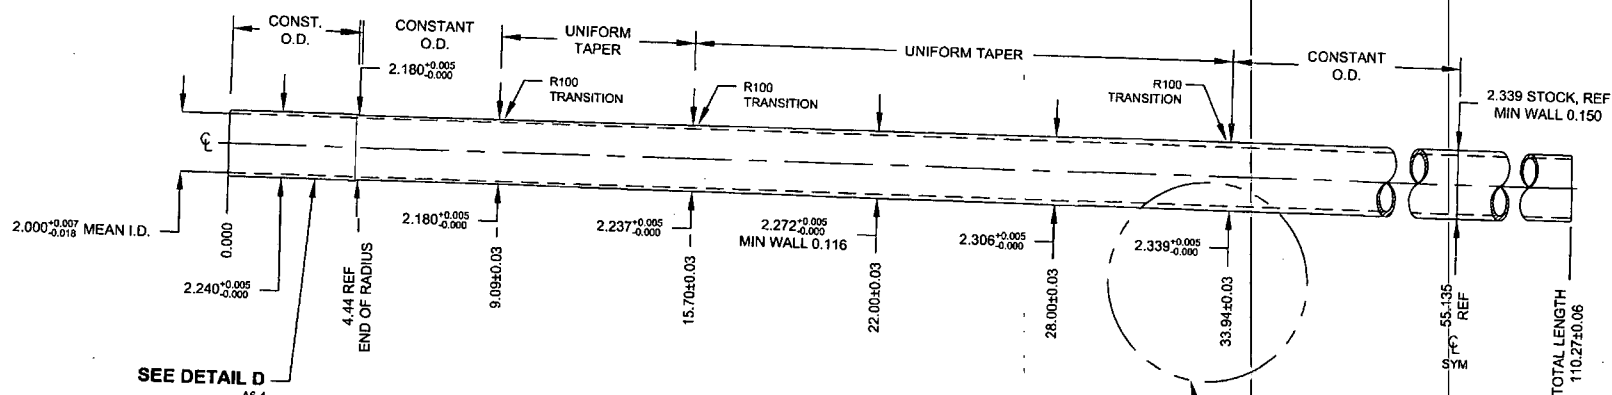 CONST.
O.D.
CONSTANT
O.D.
UNIFORM
TAPER
UNIFORM TAPER
CONSTANT
O.D.
2.180+0.005
-0.000
R100
TRANSITION
R100
TRANSITION
R100
TRANSITION
2.339 STOCK, REF
MIN WALL 0.150
℄
2.000+0.007
-0.018 MEAN I.D.
2.180+0.005
-0.000
2.237+0.005
-0.000
2.272+0.005
-0.000
MIN WALL 0.116
2.306+0.005
-0.000
2.339+0.005
-0.000
2.240+0.005
-0.000
0.000
4.44 REF
END OF RADIUS
9.09±0.03
15.70±0.03
22.00±0.03
28.00±0.03
33.94±0.03
55.135
REF
℄
SYM
TOTAL LENGTH
110.27±0.06
SEE DETAIL D